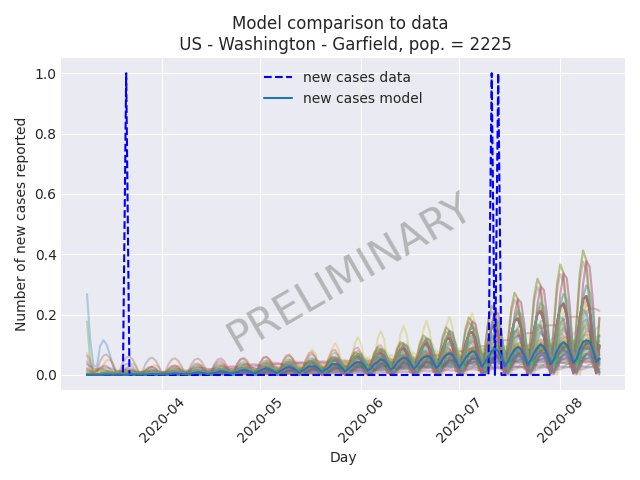 Model comparison to data
US - Washington - Garfield, pop. = 2225
new cases data
new cases model
Number of new cases reported
1.0
0.8
0.6
0.4
0.2
0.0
PRELIMINARY
2020-04
2020-05
2020-06
2020-07
2020-08
Day